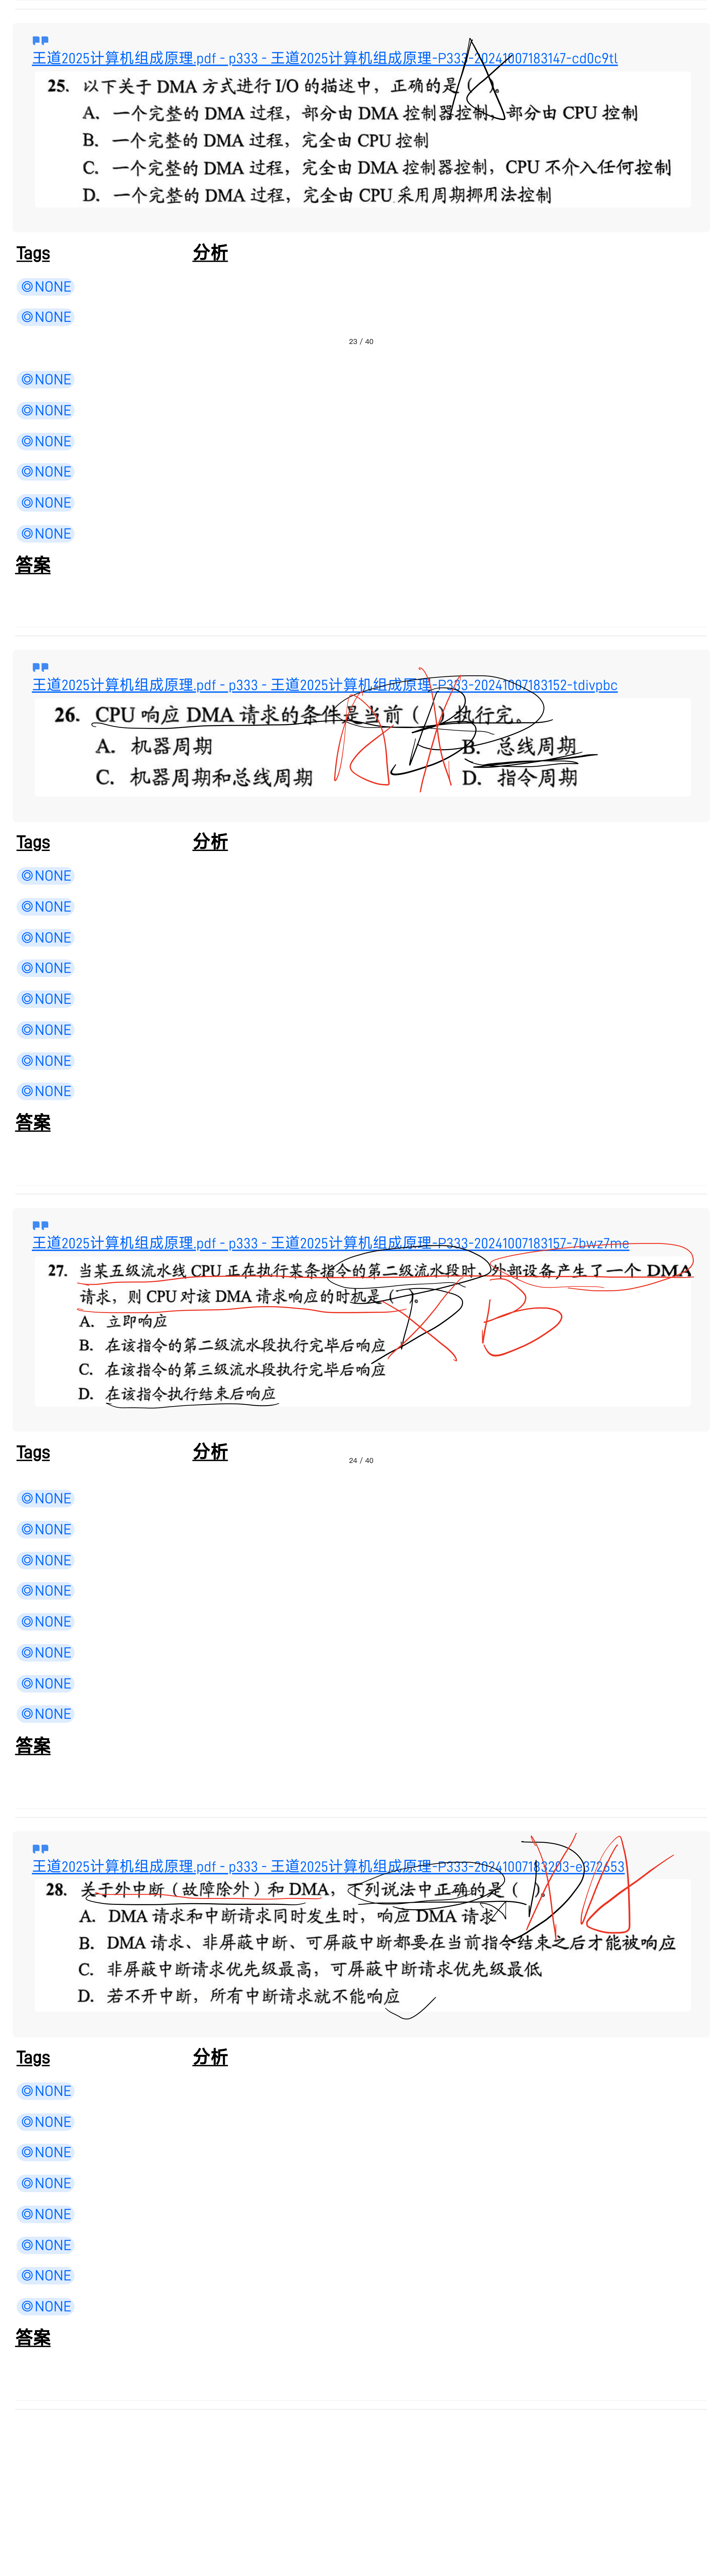 王道2025计算机组成原理.pdf - p333 - 王道2025计算机组成原理-P333-20241007183147-cd0c9tl
25. 以下关于 DMA 方式进行 I/O 的描述中，正确的是（ ）。
A
A. 一个完整的 DMA 过程，部分由 DMA 控制器控制，部分由 CPU 控制
B. 一个完整的 DMA 过程，完全由 CPU 控制
C. 一个完整的 DMA 过程，完全由 DMA 控制器控制，CPU 不介入任何控制
D. 一个完整的 DMA 过程，完全由 CPU 采用周期挪用法控制
Tags 分析
NONE
NONE
23 / 40
NONE
NONE
NONE
NONE
NONE
NONE
答案
王道2025计算机组成原理.pdf - p333 - 王道2025计算机组成原理-P333-20241007183152-tdivpbc
26. CPU 响应 DMA 请求的条件是当前（ ）执行完。
A. 机器周期 B. 总线周期
C. 机器周期和总线周期 D. 指令周期
Tags 分析
NONE
NONE
NONE
NONE
NONE
NONE
NONE
NONE
答案
王道2025计算机组成原理.pdf - p333 - 王道2025计算机组成原理-P333-20241007183157-7bwz7me
27. 当某五级流水线 CPU 正在执行某条指令的第二级流水段时，外部设备产生了一个 DMA
请求，则 CPU 对该 DMA 请求响应的时机是（ ）。
D B
A. 立即响应
B. 在该指令的第二级流水段执行完毕后响应
C. 在该指令的第三级流水段执行完毕后响应
D. 在该指令执行结束后响应
Tags 分析
24 / 40
NONE
NONE
NONE
NONE
NONE
NONE
NONE
NONE
答案
王道2025计算机组成原理.pdf - p333 - 王道2025计算机组成原理-P333-20241007183203-e372653
28. 关于外中断（故障除外）和 DMA，下列说法中正确的是（ ）。
D A
A. DMA 请求和中断请求同时发生时，响应 DMA 请求
B. DMA 请求、非屏蔽中断、可屏蔽中断都要在当前指令结束之后才能被响应
C. 非屏蔽中断请求优先级最高，可屏蔽中断请求优先级最低
D. 若不开中断，所有中断请求就不能响应
Tags 分析
NONE
NONE
NONE
NONE
NONE
NONE
NONE
NONE
答案